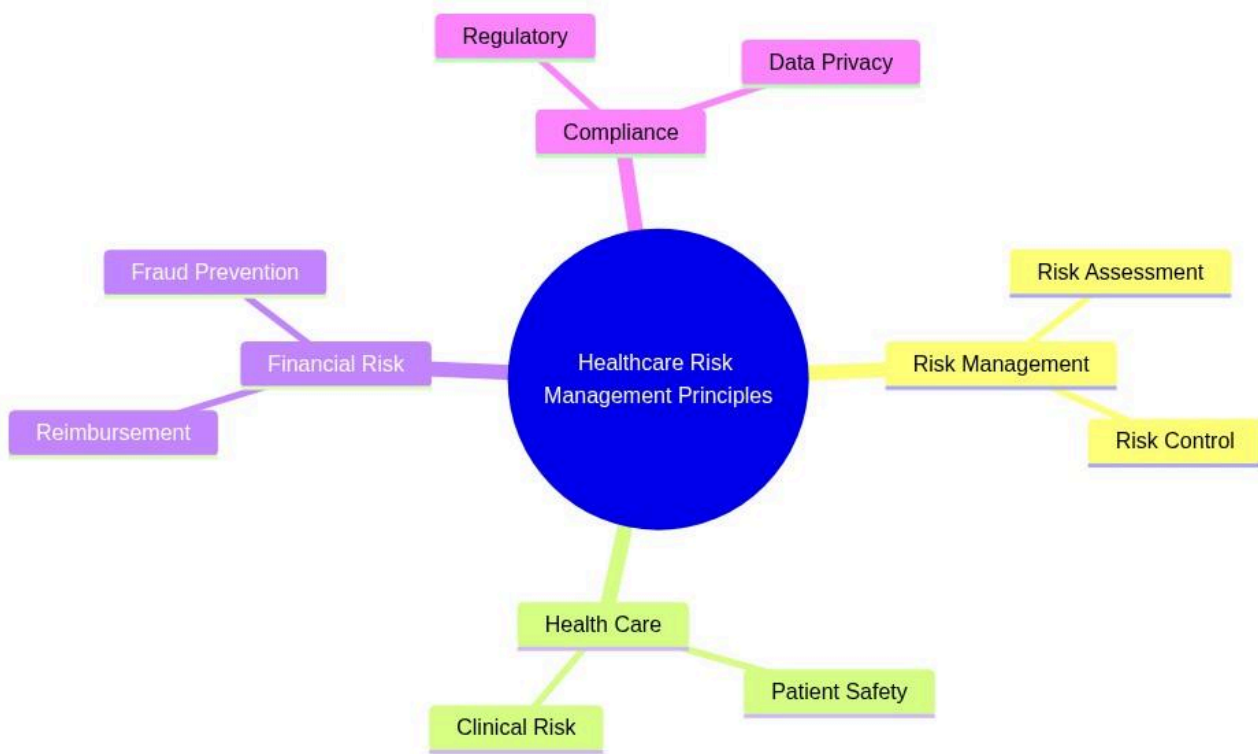 Regulatory
Data Privacy
Compliance
Fraud Prevention
Risk Assessment
Financial Risk
Healthcare Risk
Management Principles
Risk Management
Reimbursement
Risk Control
Health Care
Patient Safety
Clinical Risk